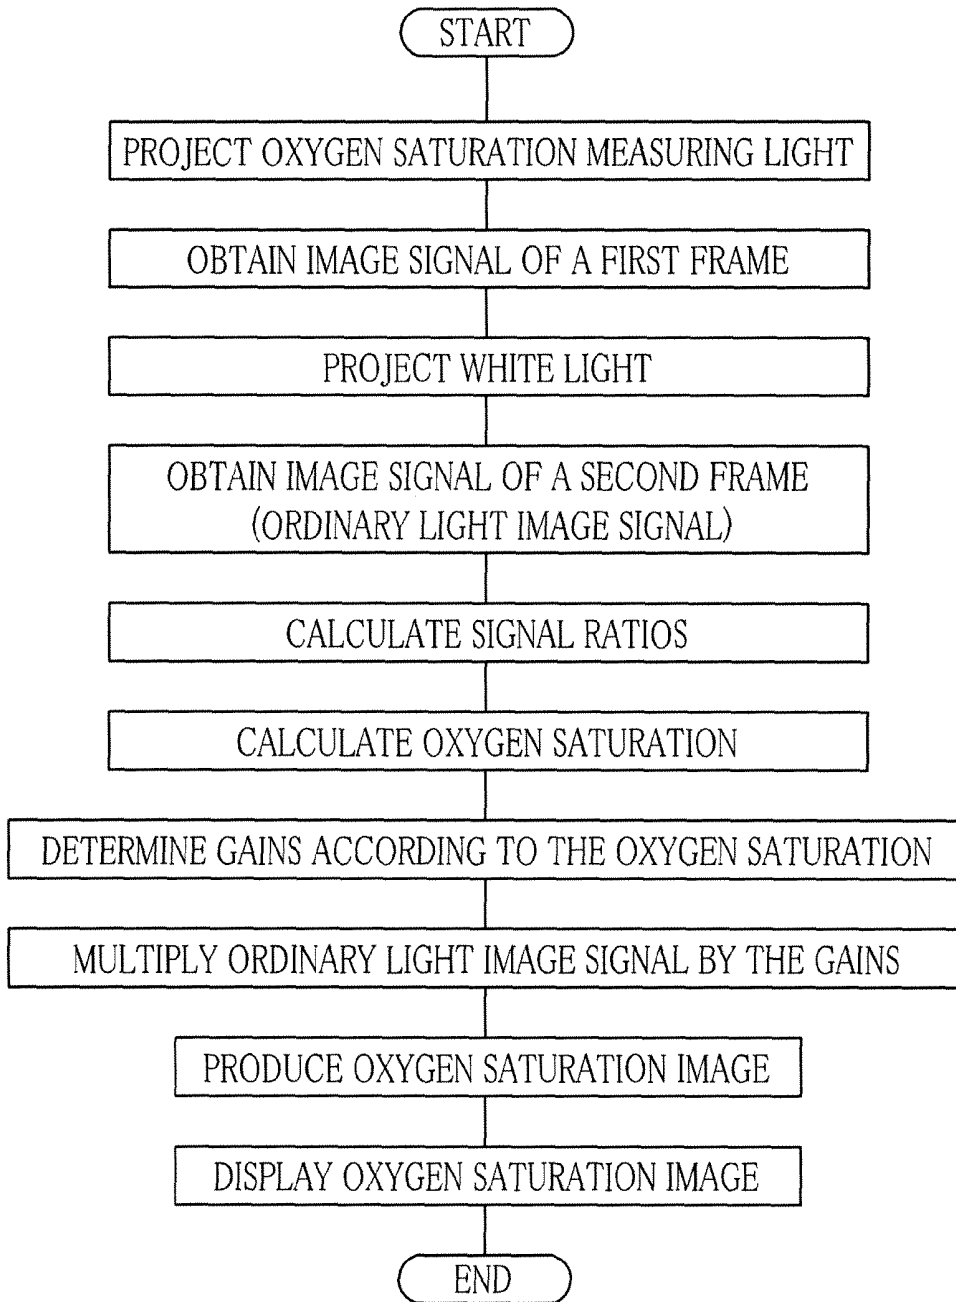 START
PROJECT OXYGEN SATURATION MEASURING LIGHT
OBTAIN IMAGE SIGNAL OF A FIRST FRAME
PROJECT WHITE LIGHT
OBTAIN IMAGE SIGNAL OF A SECOND FRAME
(ORDINARY LIGHT IMAGE SIGNAL)
CALCULATE SIGNAL RATIOS
CALCULATE OXYGEN SATURATION
DETERMINE GAINS ACCORDING TO THE OXYGEN SATURATION
MULTIPLY ORDINARY LIGHT IMAGE SIGNAL BY THE GAINS
PRODUCE OXYGEN SATURATION IMAGE
DISPLAY OXYGEN SATURATION IMAGE
END